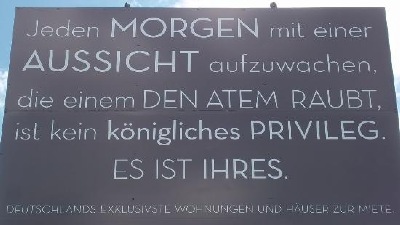 Jeden MORGEN mit einer
AUSSICHT aufzuwachen,
die einem DEN ATEM RAUBT,
ist kein königliches PRIVILEG.
ES IST IHRES.
DEUTSCHLANDS EXKLUSIVSTE WOHNUNGEN UND HÄUSER ZUR MIETE.